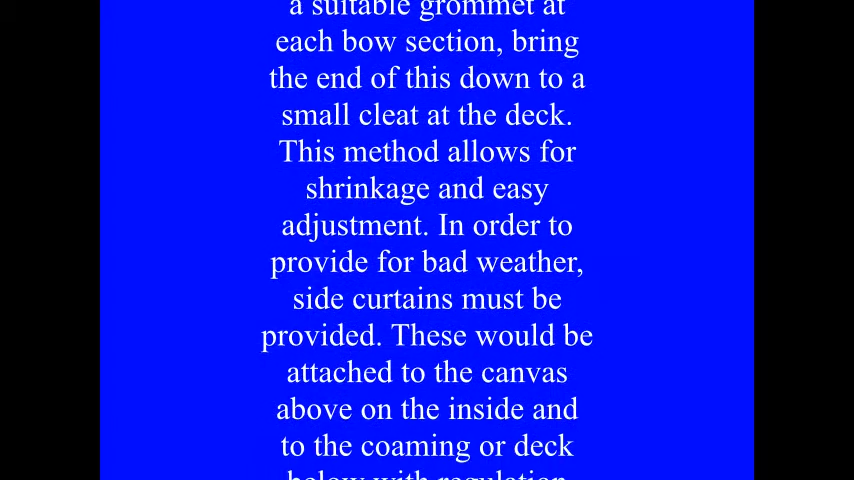 a suitable grommet at
each bow section, bring
the end of this down to a
small cleat at the deck.
This method allows for
shrinkage and easy
adjustment. In order to
provide for bad weather,
side curtains must be
provided. These would be
attached to the canvas
above on the inside and
to the coaming or deck
below with regulation